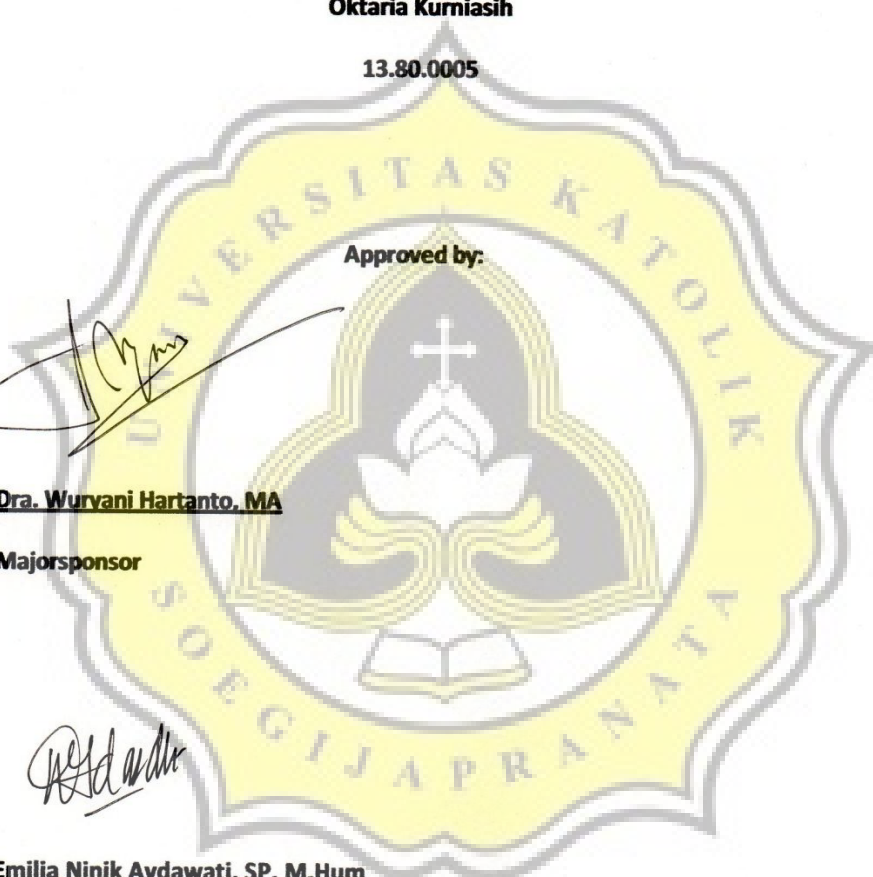 Oktaria Kurniasih
13.80.0005
UNIVERSITAS KATOLIK
Approved by:
Dra. Wuryani Hartanto, MA
Majorsponsor
SOEGIJAPRANATA
Emilia Ninik Aydawati, SP, M.Hum